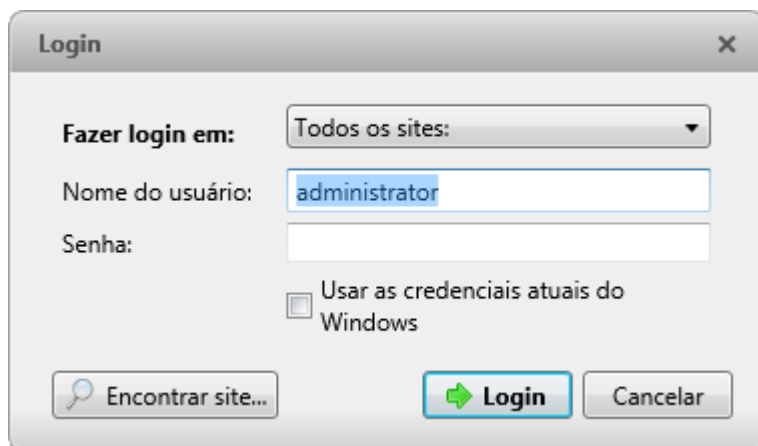 Login
Fazer login em: Todos os sites:
Nome do usuário: administrator
Senha:
Usar as credenciais atuais do
Windows
Encontrar site... Login Cancelar